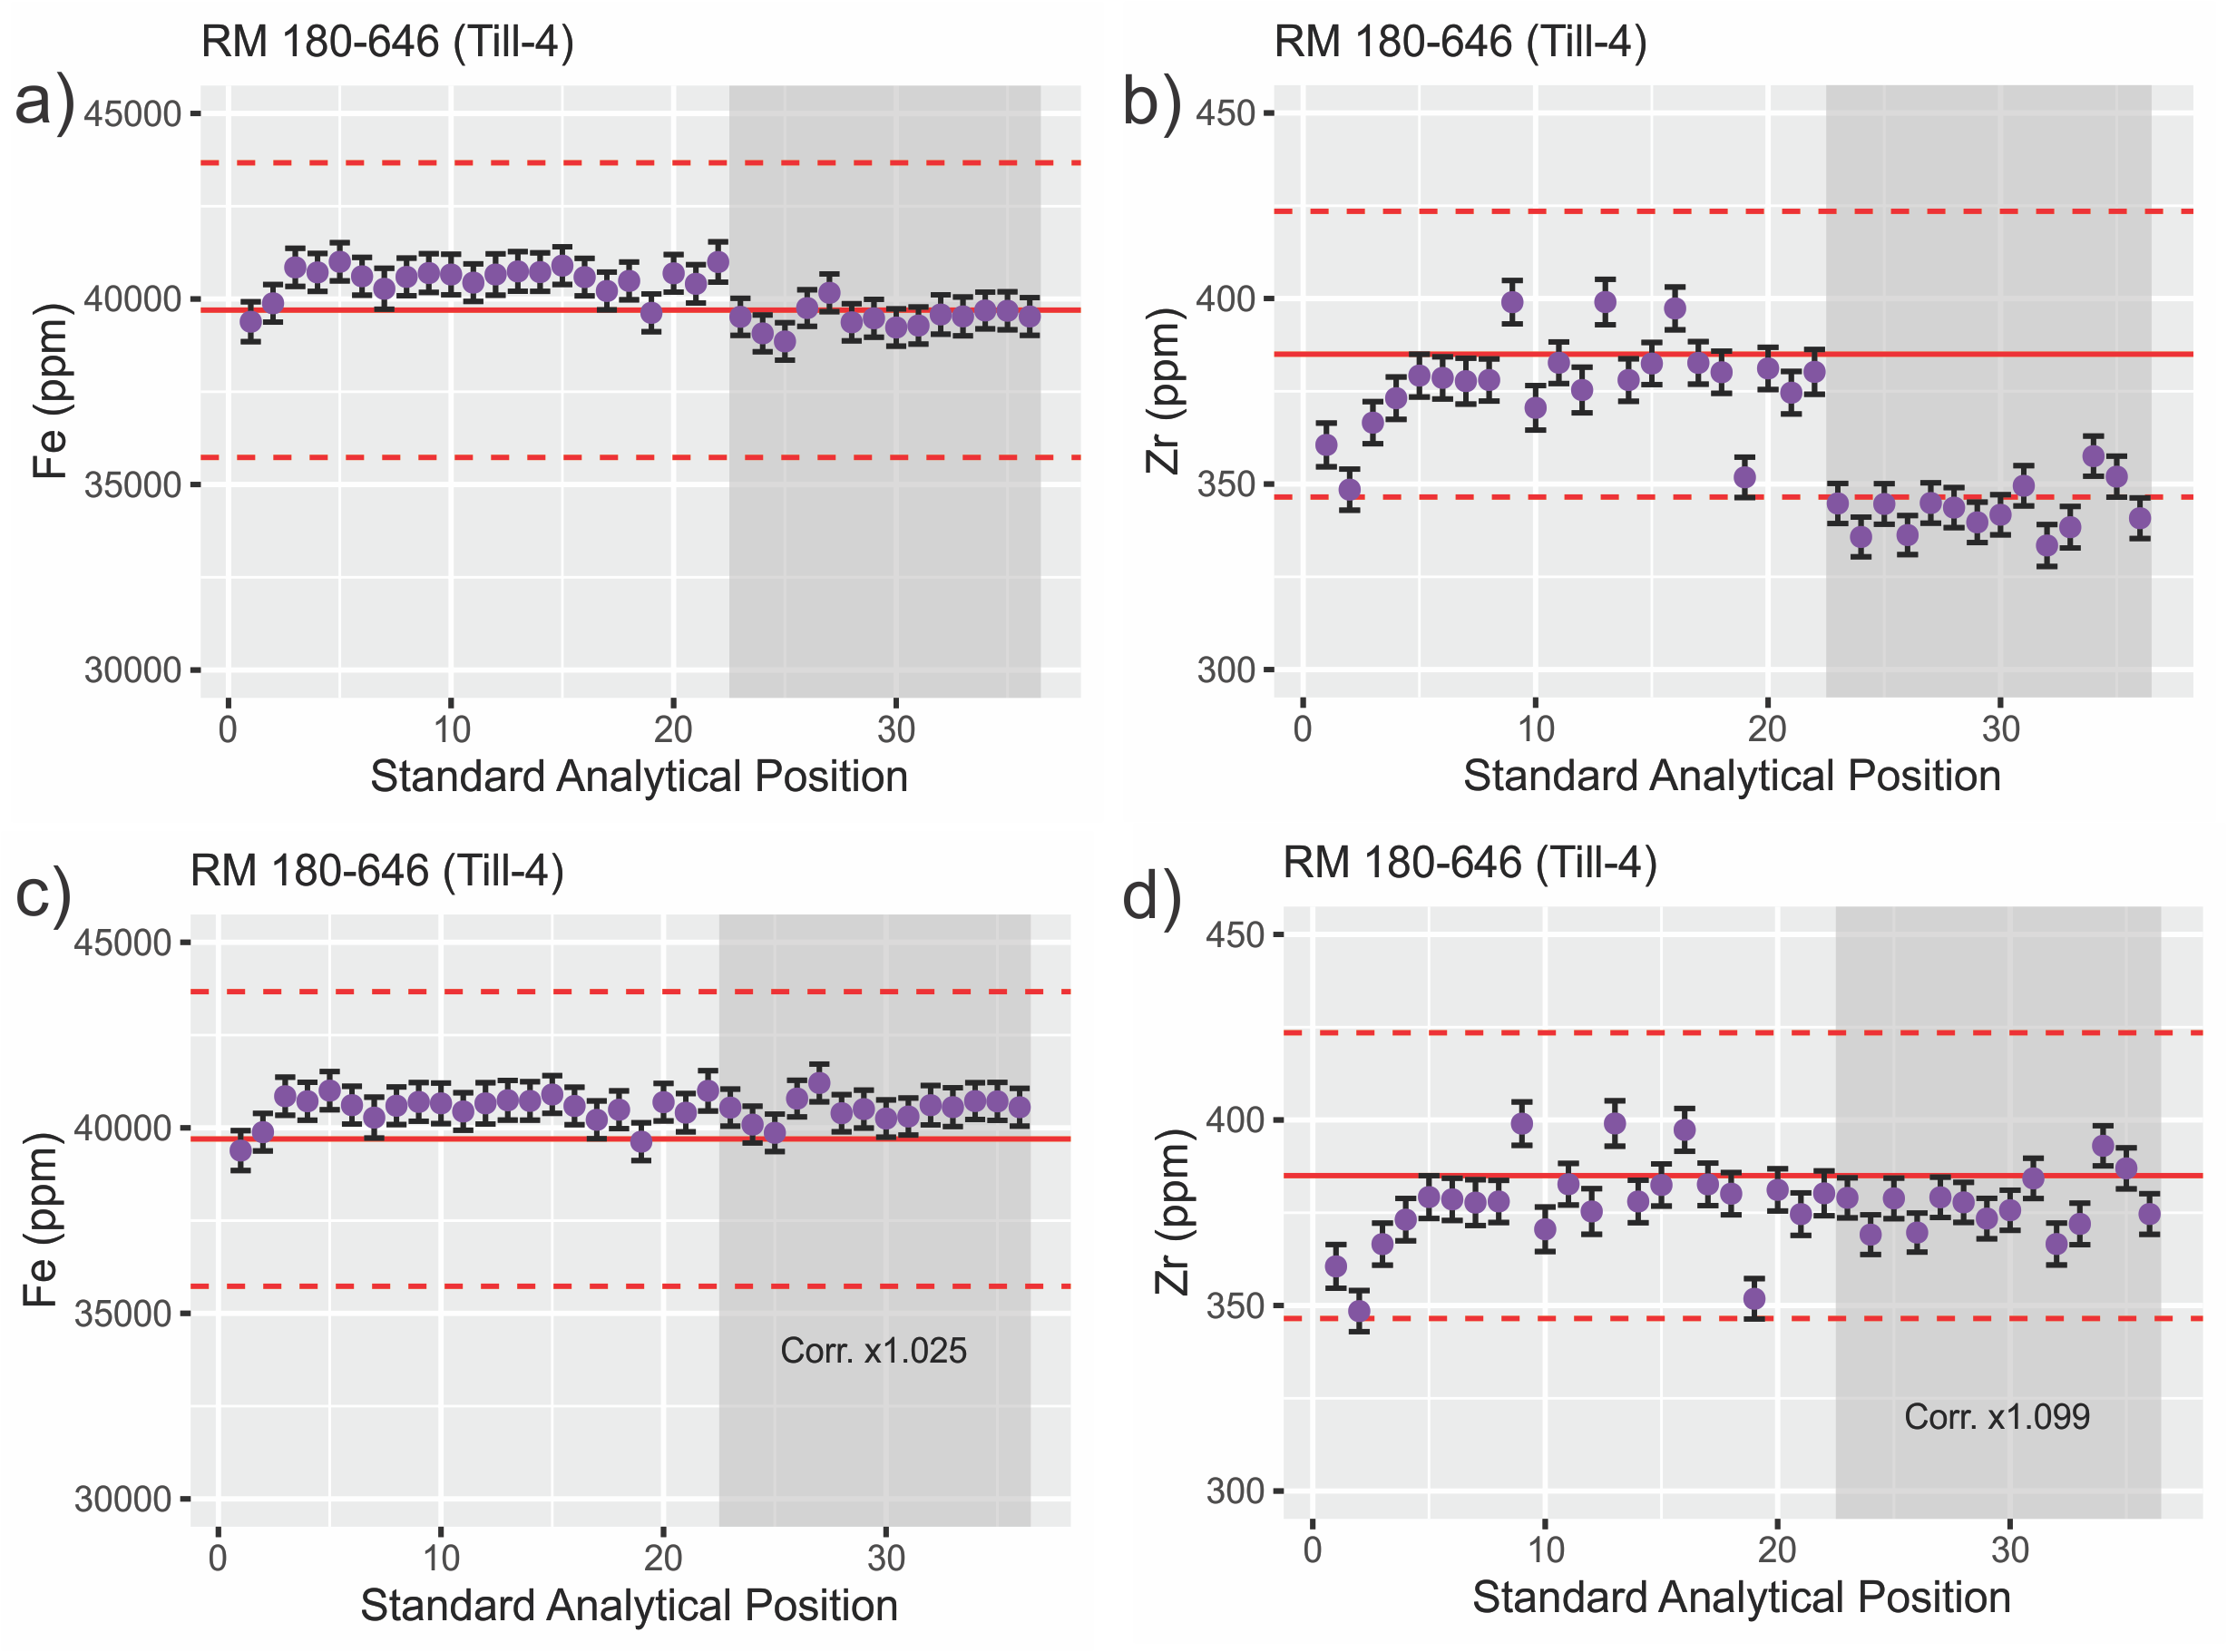 a)
RM 180-646 (Till-4)
Fe (ppm)
45000
40000
35000
30000
0 10 20 30
Standard Analytical Position
b)
RM 180-646 (Till-4)
Zr (ppm)
450
400
350
300
0 10 20 30
Standard Analytical Position
c)
RM 180-646 (Till-4)
Fe (ppm)
45000
40000
35000
30000
Corr. x1.025
0 10 20 30
Standard Analytical Position
d)
RM 180-646 (Till-4)
Zr (ppm)
450
400
350
300
Corr. x1.099
0 10 20 30
Standard Analytical Position